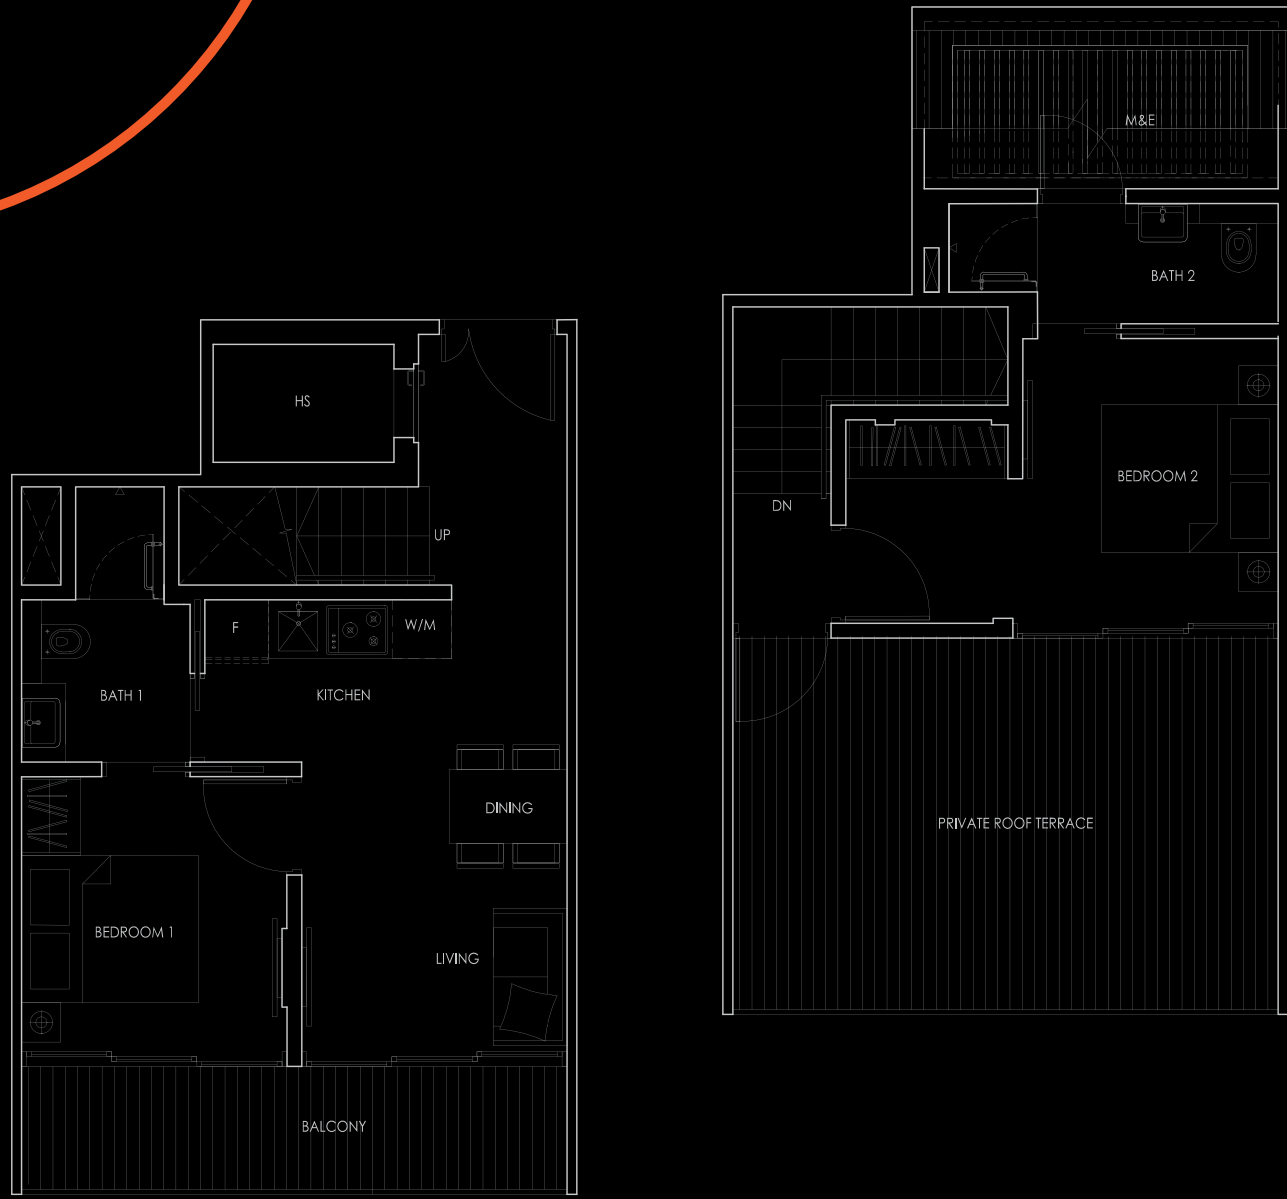 HS
UP
F
W/M
BATH 1
KITCHEN
DINING
BEDROOM 1
LIVING
BALCONY
M&E
BATH 2
BEDROOM 2
DN
PRIVATE ROOF TERRACE